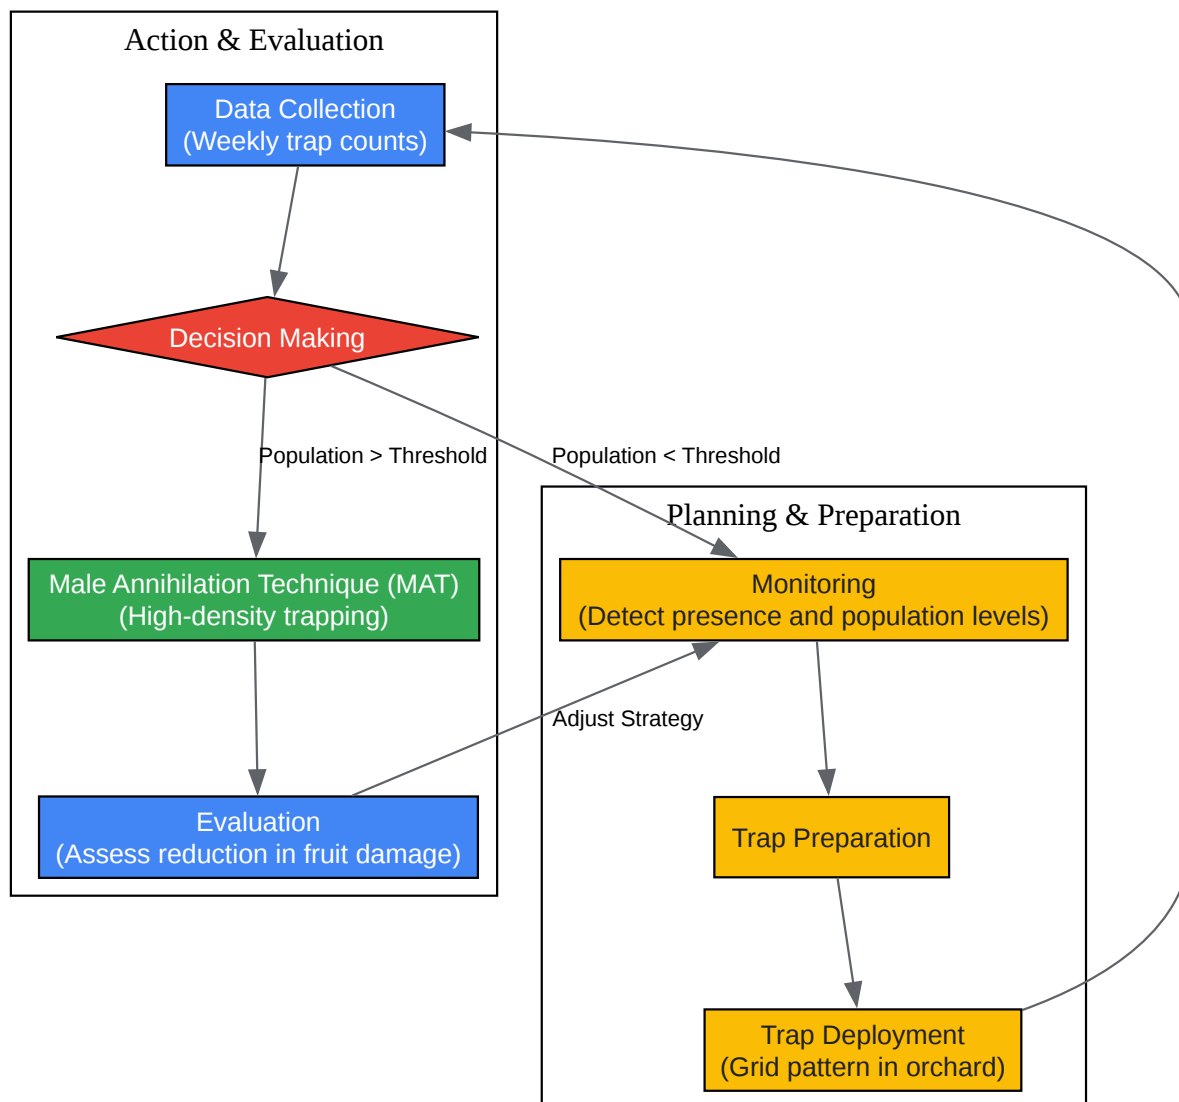 Action & Evaluation
Data Collection
(Weekly trap counts)
Decision Making
Population > Threshold
Population < Threshold
Planning & Preparation
Male Annihilation Technique (MAT)
(High-density trapping)
Monitoring
(Detect presence and population levels)
Adjust Strategy
Evaluation
(Assess reduction in fruit damage)
Trap Preparation
Trap Deployment
(Grid pattern in orchard)